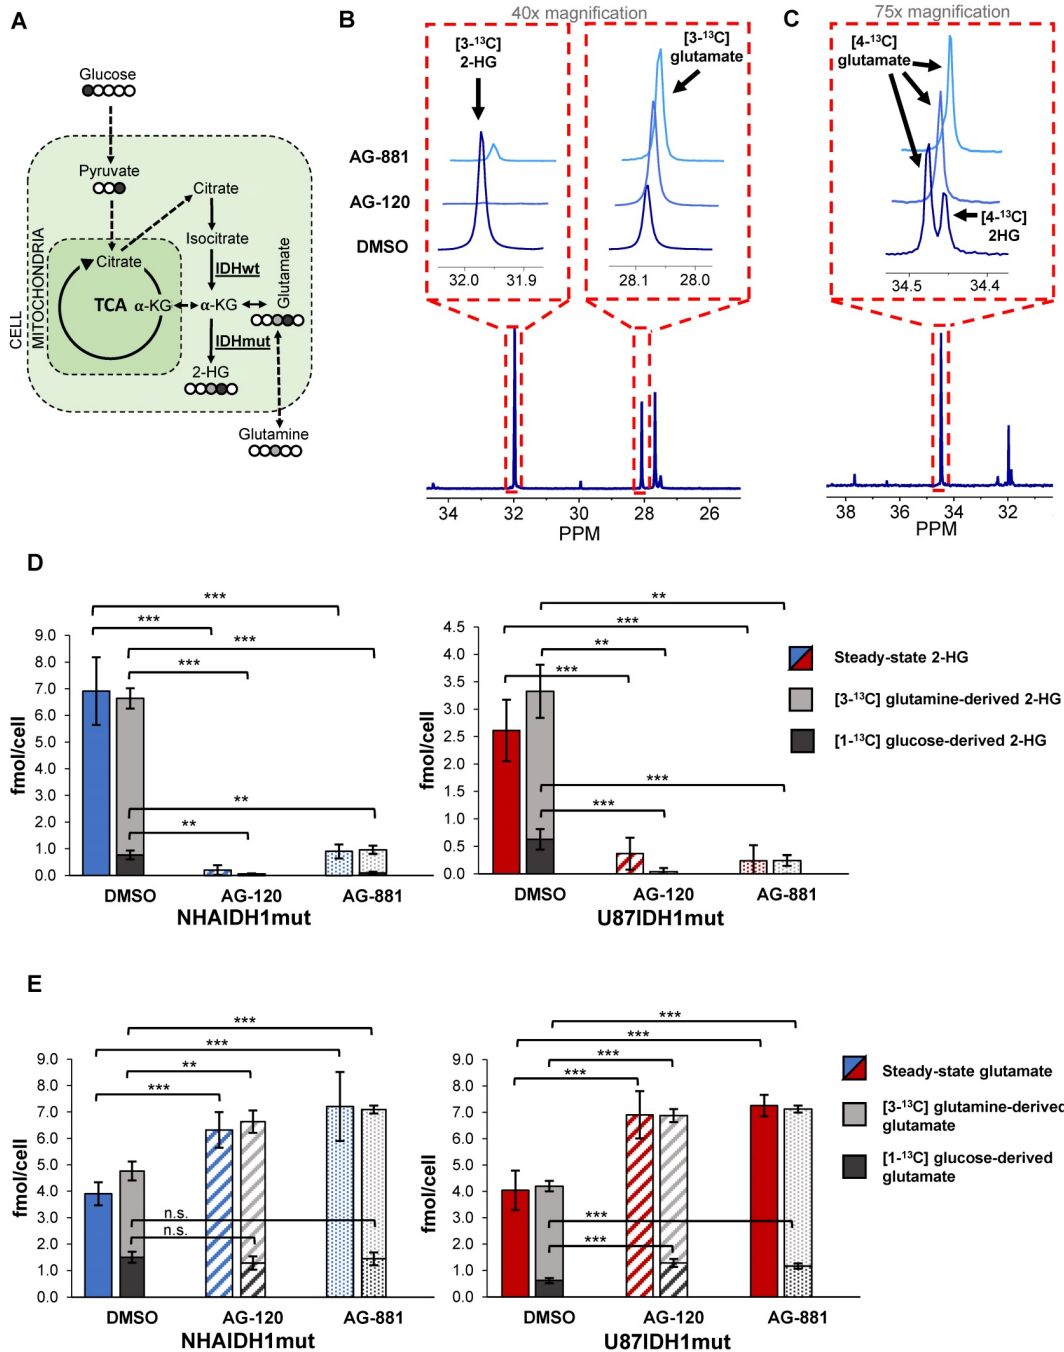 A
Glucose
Pyruvate
Citrate
Isocitrate
IDHwt
Citrate
TCA
α-KG
α-KG
Glutamate
IDHmut
2-HG
Glutamine
CELL
MITOCHONDRIA
B
40x magnification
[3-¹³C]
2-HG
[3-¹³C]
glutamate
AG-881
AG-120
DMSO
32.0 31.9
28.1 28.0
34 32 30 28 26
PPM
C
75x magnification
[4-¹³C]
glutamate
[4-¹³C]
2HG
34.5 34.4
38 36 34 32
PPM
D
fmol/cell
9.0
8.0
7.0
6.0
5.0
4.0
3.0
2.0
1.0
0.0
***
***
***
***
**
**
DMSO AG-120 AG-881
NHAIDH1mut
fmol/cell
4.5
4.0
3.5
3.0
2.5
2.0
1.5
1.0
0.5
0.0
**
***
**
***
***
***
DMSO AG-120 AG-881
U87IDH1mut
Steady-state 2-HG
[3-¹³C] glutamine-derived 2-HG
[1-¹³C] glucose-derived 2-HG
E
fmol/cell
9.0
8.0
7.0
6.0
5.0
4.0
3.0
2.0
1.0
0.0
***
***
**
***
n.s.
n.s.
DMSO AG-120 AG-881
NHAIDH1mut
fmol/cell
9.0
8.0
7.0
6.0
5.0
4.0
3.0
2.0
1.0
0.0
***
***
***
***
***
***
DMSO AG-120 AG-881
U87IDH1mut
Steady-state glutamate
[3-¹³C] glutamine-derived
glutamate
[1-¹³C] glucose-derived
glutamate